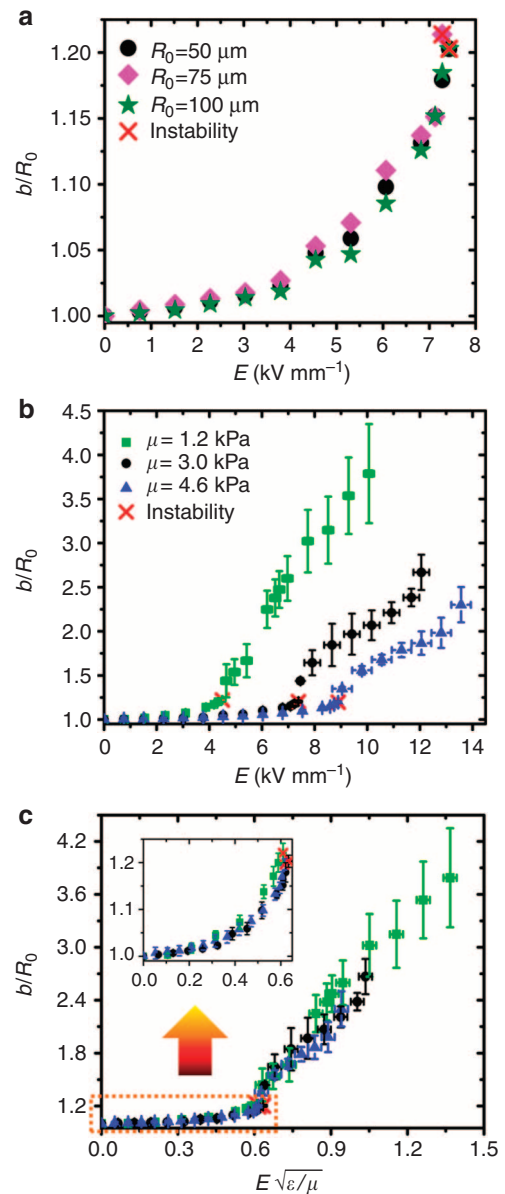 a
1.20
1.15
1.10
1.05
1.00
b/R₀
R₀=50 μm
R₀=75 μm
R₀=100 μm
Instability
0 1 2 3 4 5 6 7 8
E (kV mm⁻¹)
b
4.5
4.0
3.5
3.0
2.5
2.0
1.5
1.0
b/R₀
μ = 1.2 kPa
μ = 3.0 kPa
μ = 4.6 kPa
Instability
0 2 4 6 8 10 12 14
E (kV mm⁻¹)
c
4.2
3.6
3.0
2.4
1.8
1.2
b/R₀
1.2
1.1
1.0
0.0 0.2 0.4 0.6
0.0 0.3 0.6 0.9 1.2 1.5
E √ε/μ